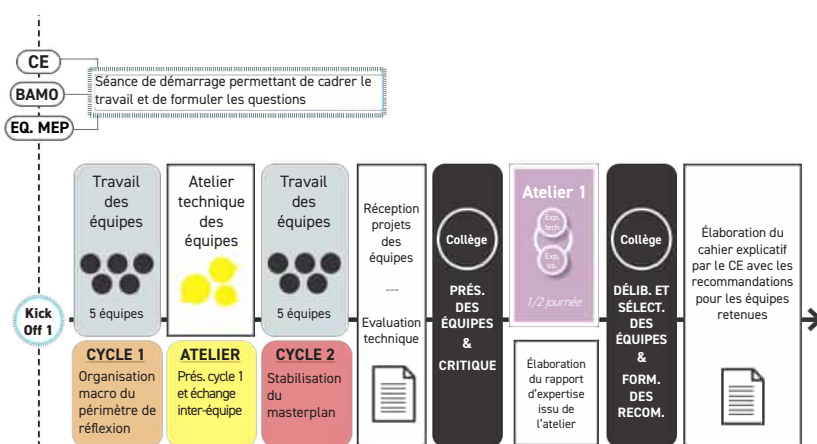 CE
BAMO
EQ. MEP
Séance de démarrage permettant de cadrer le
travail et de formuler les questions
Kick
Off 1
Travail
des
équipes
5 équipes
CYCLE 1
Organisation
macro du
périmètre de
réflexion
Atelier
technique
des
équipes
ATELIER
Prés. cycle 1
et échange
inter-équipe
Travail
des
équipes
5 équipes
CYCLE 2
Stabilisation
du
masterplan
Réception
projets
des
équipes
---
Evaluation
technique
Collège
PRÉS.
DES
ÉQUIPES
&
CRITIQUE
Atelier 1
Exp.
tech
Exp.
us.
1/2 journée
Élaboration
du rapport
d'expertise
issu de
l'atelier
Collège
DÉLIB. ET
SÉLECT.
DES
ÉQUIPES
&
FORM.
DES
RECOM.
Élaboration du
cahier explicatif
par le CE avec les
recommandations
pour les équipes
retenues